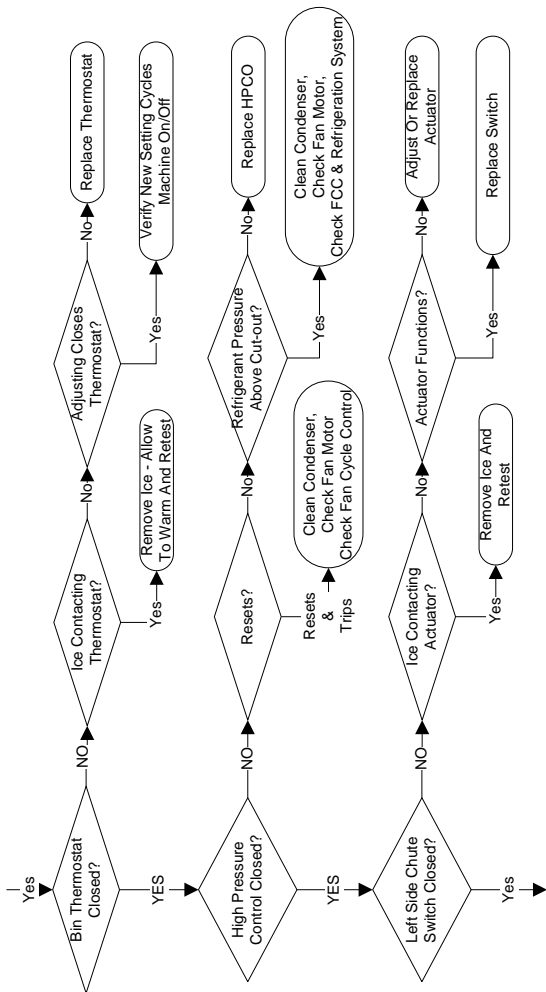 Yes
Bin Thermostat
Closed?
NO
Ice Contacting
Thermostat?
No
Adjusting Closes
Thermostat?
No
Replace Thermostat
Yes
Remove Ice - Allow
To Warm And Retest
Yes
Verify New Setting Cycles
Machine On/Off
YES
High Pressure
Control Closed?
NO
Resets?
No
Refrigerant Pressure
Above Cut-out?
No
Replace HPCO
Resets
&
Trips
Clean Condenser,
Check Fan Motor
Check Fan Cycle Control
Yes
Clean Condenser,
Check Fan Motor,
Check FCC & Refrigeration System
YES
Left Side Chute
Switch Closed?
NO
Ice Contacting
Actuator?
No
Actuator Functions?
No
Adjust Or Replace
Actuator
Yes
Remove Ice And
Retest
Yes
Replace Switch
Yes